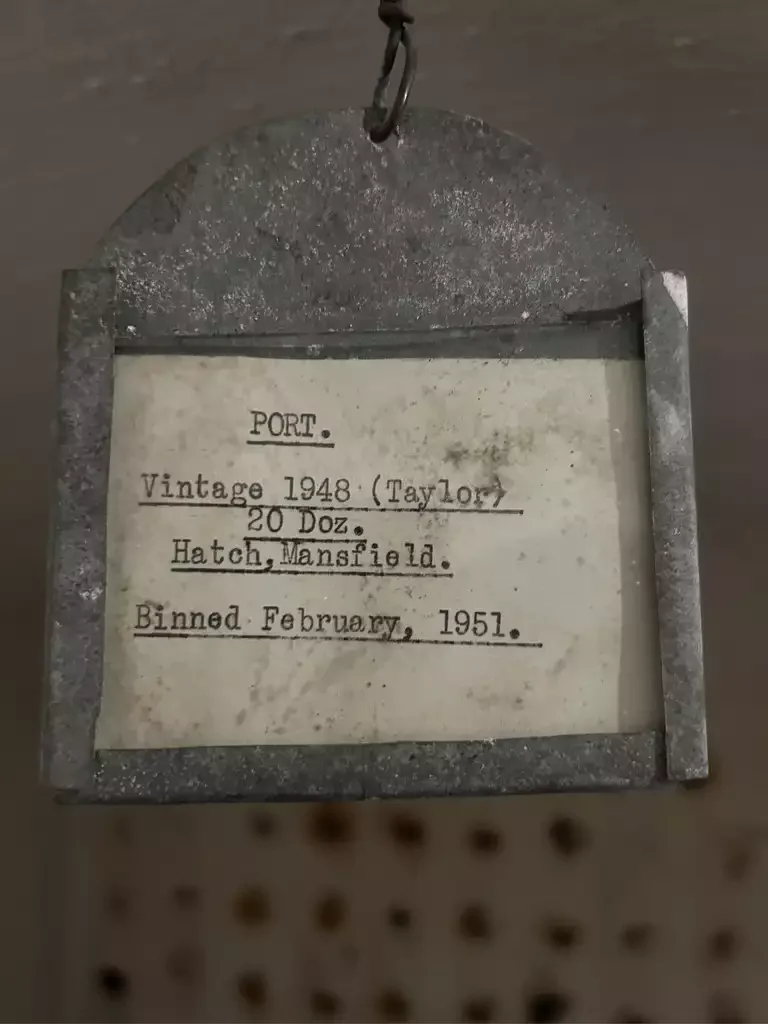 PORT.
Vintage 1948 (Taylor)
20 Doz.
Hatch,Mansfield.
Binned February, 1951.